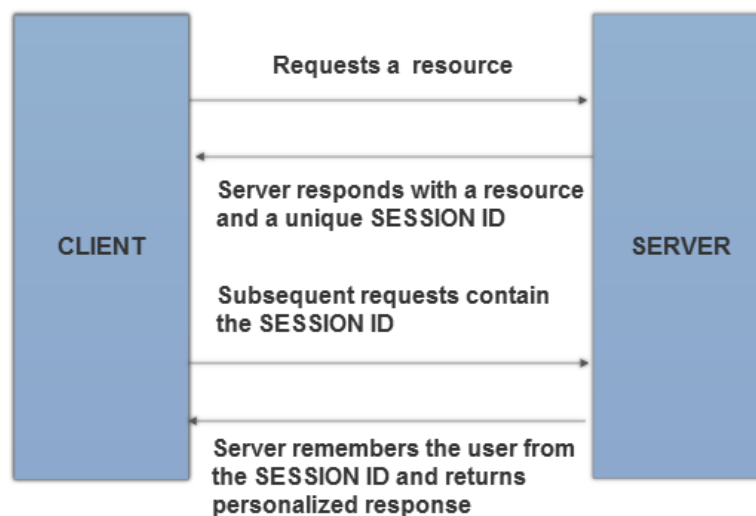 Requests a resource
Server responds with a resource
and a unique SESSION ID
CLIENT
SERVER
Subsequent requests contain
the SESSION ID
Server remembers the user from
the SESSION ID and returns
personalized response